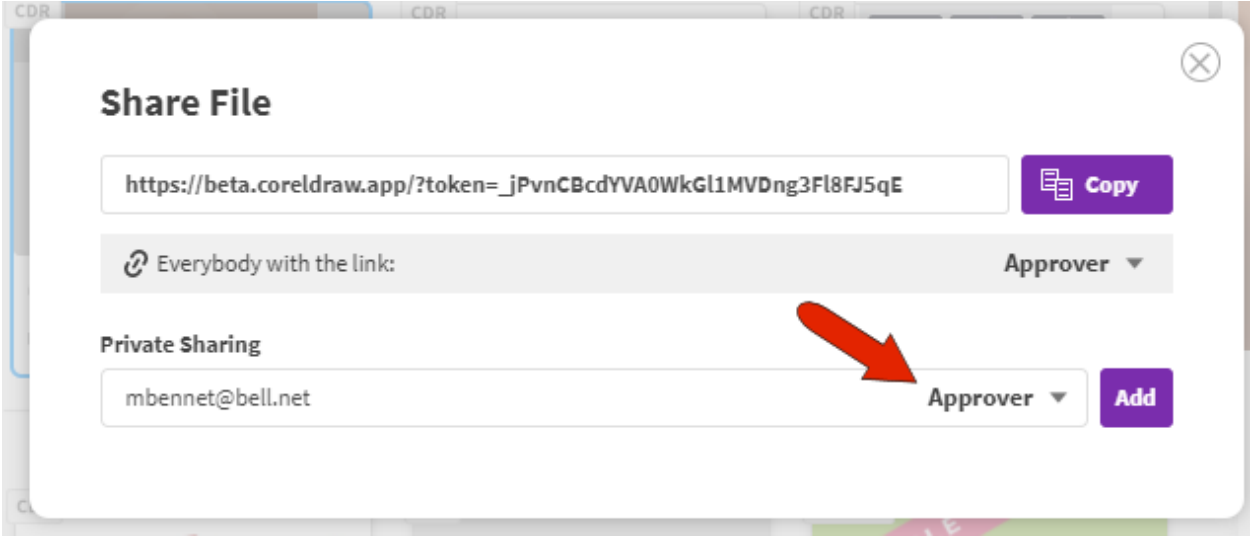 CDR
CDR
CDR
Share File
https://beta.coreldraw.app/?token=_jPvnCBcdYVA0WkGl1MVDng3Fl8FJ5qE
Copy
Everybody with the link:
Approver
Private Sharing
mbennet@bell.net
Approver
Add